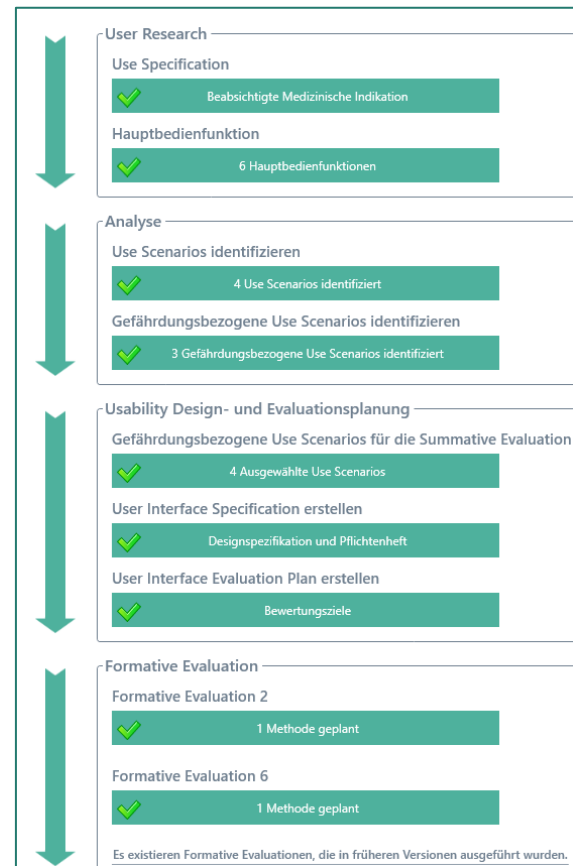 User Research
Use Specification
Beabsichtigte Medizinische Indikation
Hauptbedienfunktion
6 Hauptbedienfunktionen
Analyse
Use Scenarios identifizieren
4 Use Scenarios identifiziert
Gefährdungsbezogene Use Scenarios identifizieren
3 Gefährdungsbezogene Use Scenarios identifiziert
Usability Design- und Evaluationsplanung
Gefährdungsbezogene Use Scenarios für die Summative Evaluation
4 Ausgewählte Use Scenarios
User Interface Specification erstellen
Designspezifikation und Pflichtenheft
User Interface Evaluation Plan erstellen
Bewertungsziele
Formative Evaluation
Formative Evaluation 2
1 Methode geplant
Formative Evaluation 6
1 Methode geplant
Es existieren Formative Evaluationen, die in früheren Versionen ausgeführt wurden.